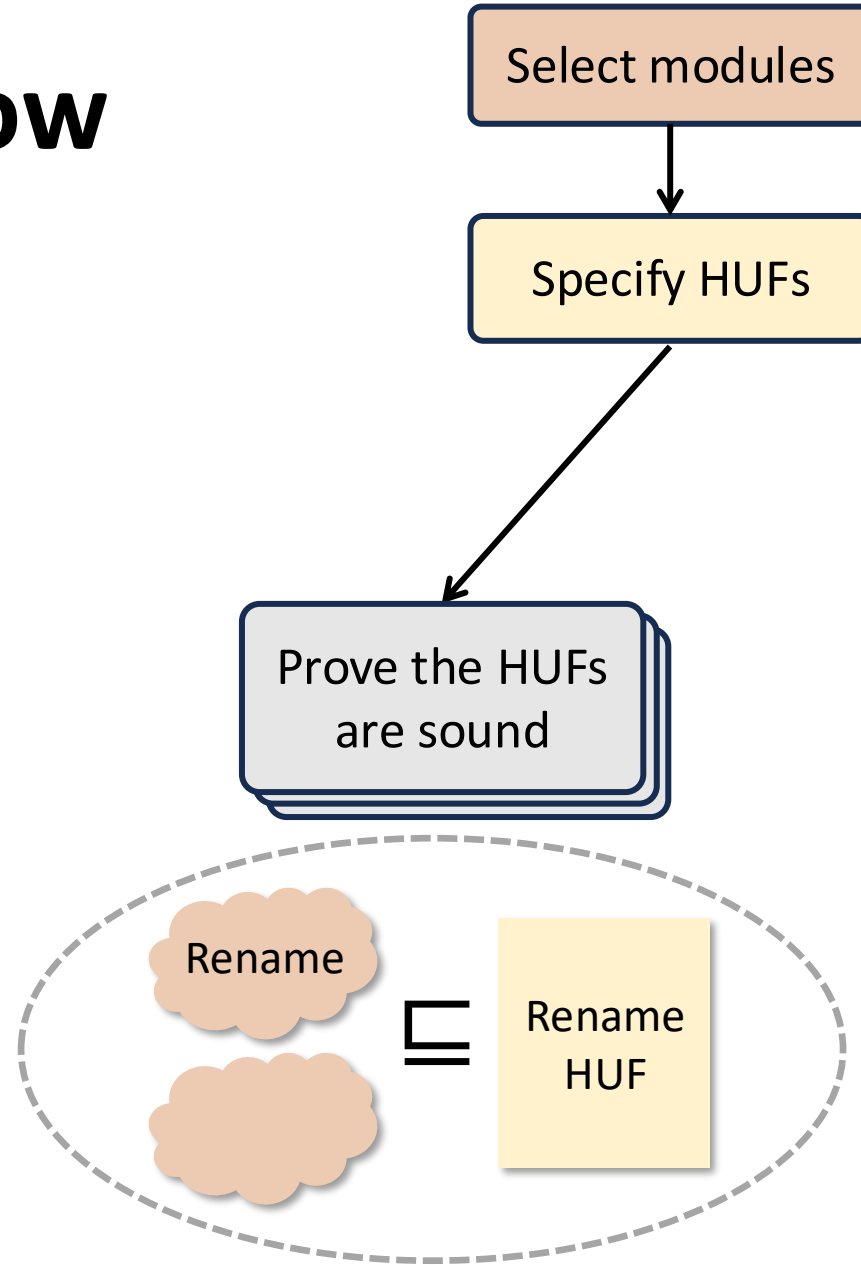 ow
Select modules
Specify HUFs
Prove the HUFs
are sound
Rename
⊑
Rename
HUF